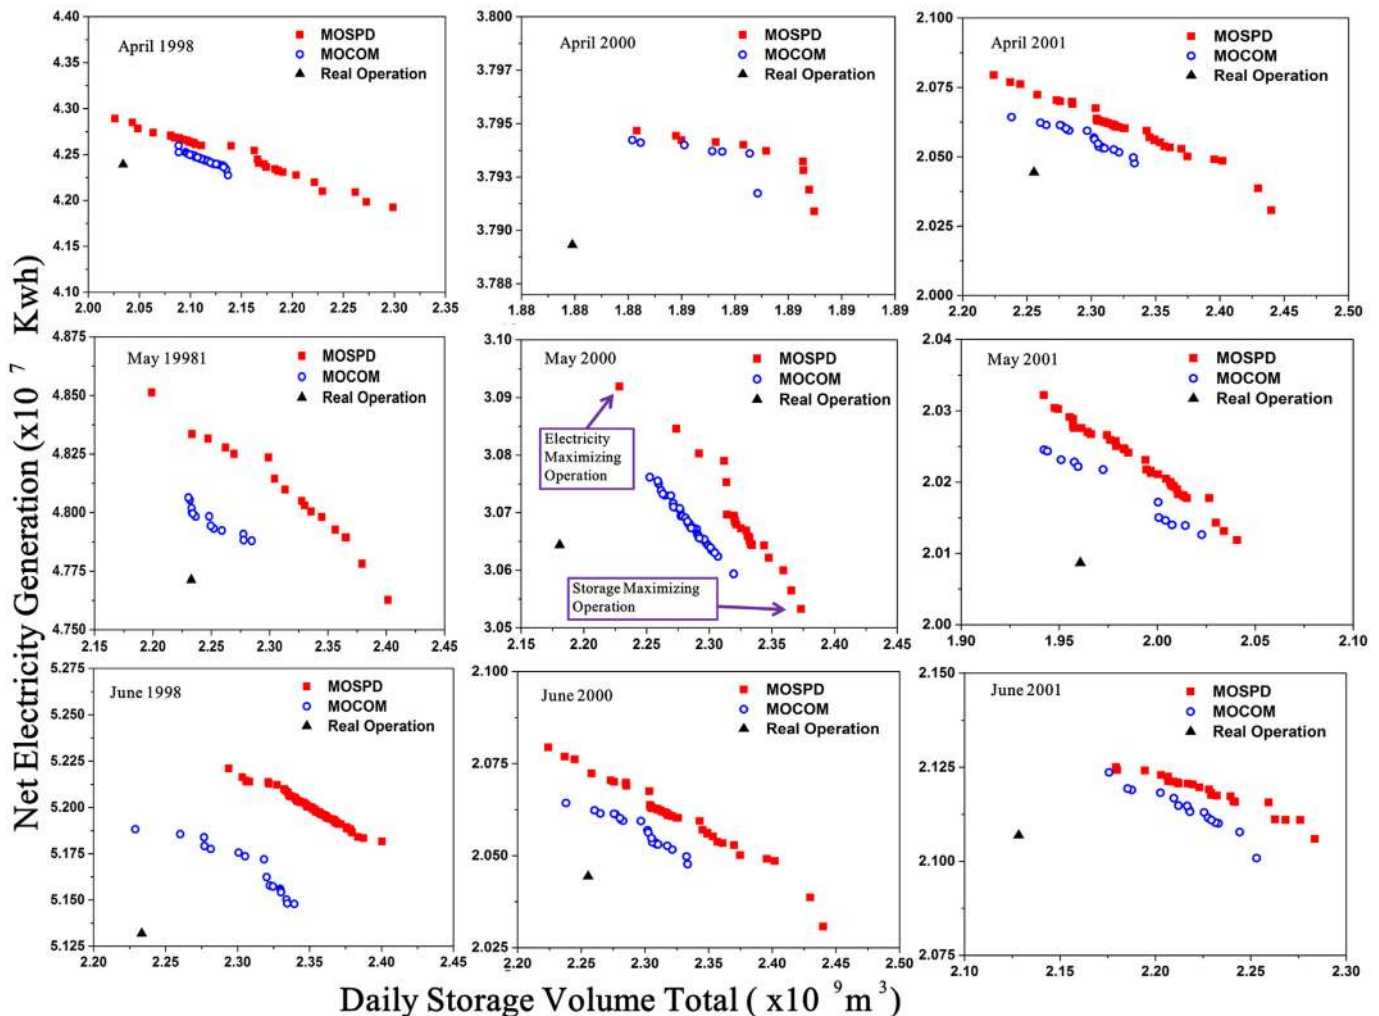 Net Electricity Generation (x10 7 Kwh)
4.40
4.35
4.30
4.25
4.20
4.15
4.10
April 1998
MOSPD
MOCOM
Real Operation
2.00 2.05 2.10 2.15 2.20 2.25 2.30 2.35
3.800
3.797
3.795
3.793
3.790
3.788
April 2000
MOSPD
MOCOM
Real Operation
1.88 1.88 1.88 1.89 1.89 1.89 1.89 1.89
2.100
2.075
2.050
2.025
2.000
April 2001
MOSPD
MOCOM
Real Operation
2.20 2.25 2.30 2.35 2.40 2.45 2.50
4.875
4.850
4.825
4.800
4.775
4.750
May 19981
MOSPD
MOCOM
Real Operation
2.15 2.20 2.25 2.30 2.35 2.40 2.45
3.10
3.09
3.08
3.07
3.06
3.05
May 2000
MOSPD
MOCOM
Real Operation
Electricity
Maximizing
Operation
Storage Maximizing
Operation
2.15 2.20 2.25 2.30 2.35 2.40 2.45
2.04
2.03
2.02
2.01
2.00
May 2001
MOSPD
MOCOM
Real Operation
1.90 1.95 2.00 2.05 2.10
5.275
5.250
5.225
5.200
5.175
5.150
5.125
June 1998
MOSPD
MOCOM
Real Operation
2.20 2.25 2.30 2.35 2.40 2.45
2.100
2.075
2.050
2.025
June 2000
MOSPD
MOCOM
Real Operation
2.20 2.25 2.30 2.35 2.40 2.45 2.50
2.150
2.125
2.100
2.075
June 2001
MOSPD
MOCOM
Real Operation
2.10 2.15 2.20 2.25 2.30
Daily Storage Volume Total ( x10 9 m3)